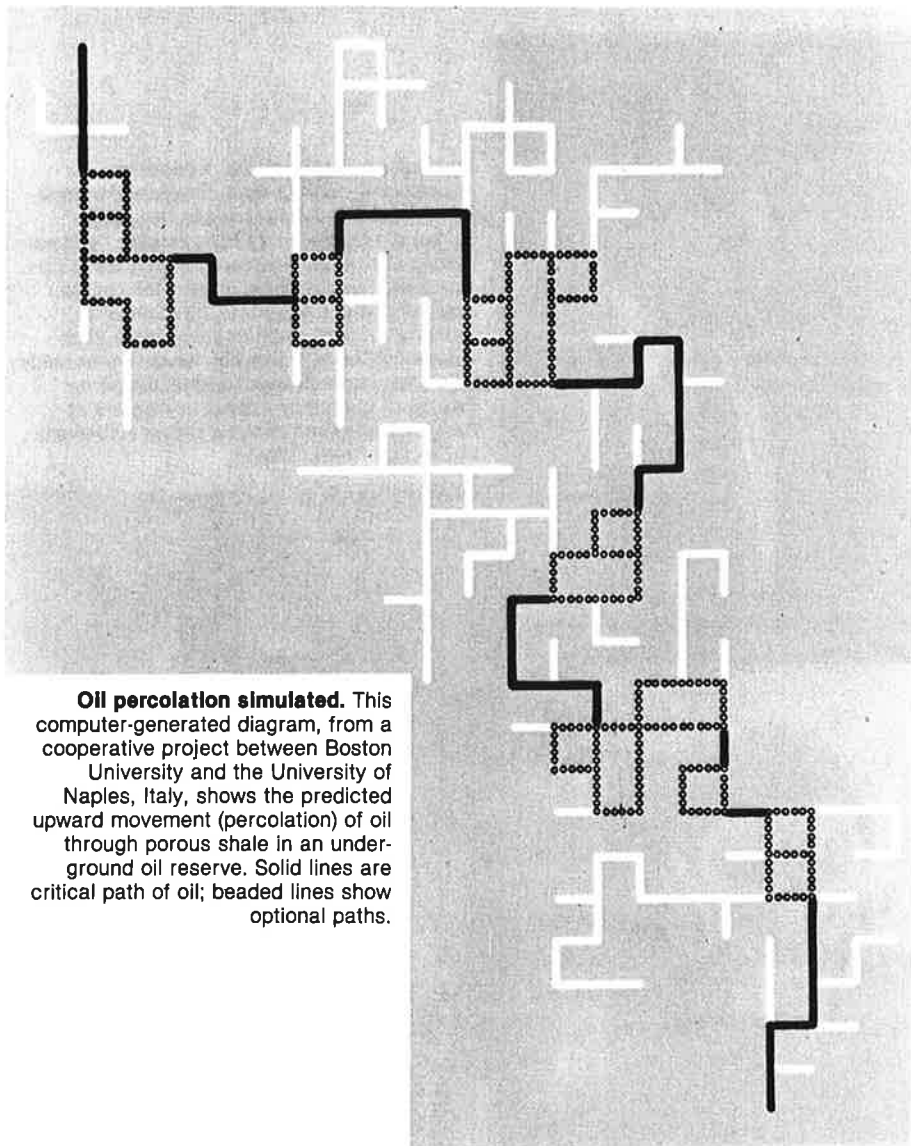 Oil percolation simulated. This
computer-generated diagram, from a
cooperative project between Boston
University and the University of
Naples, Italy, shows the predicted
upward movement (percolation) of oil
through porous shale in an under-
ground oil reserve. Solid lines are
critical path of oil; beaded lines show
optional paths.